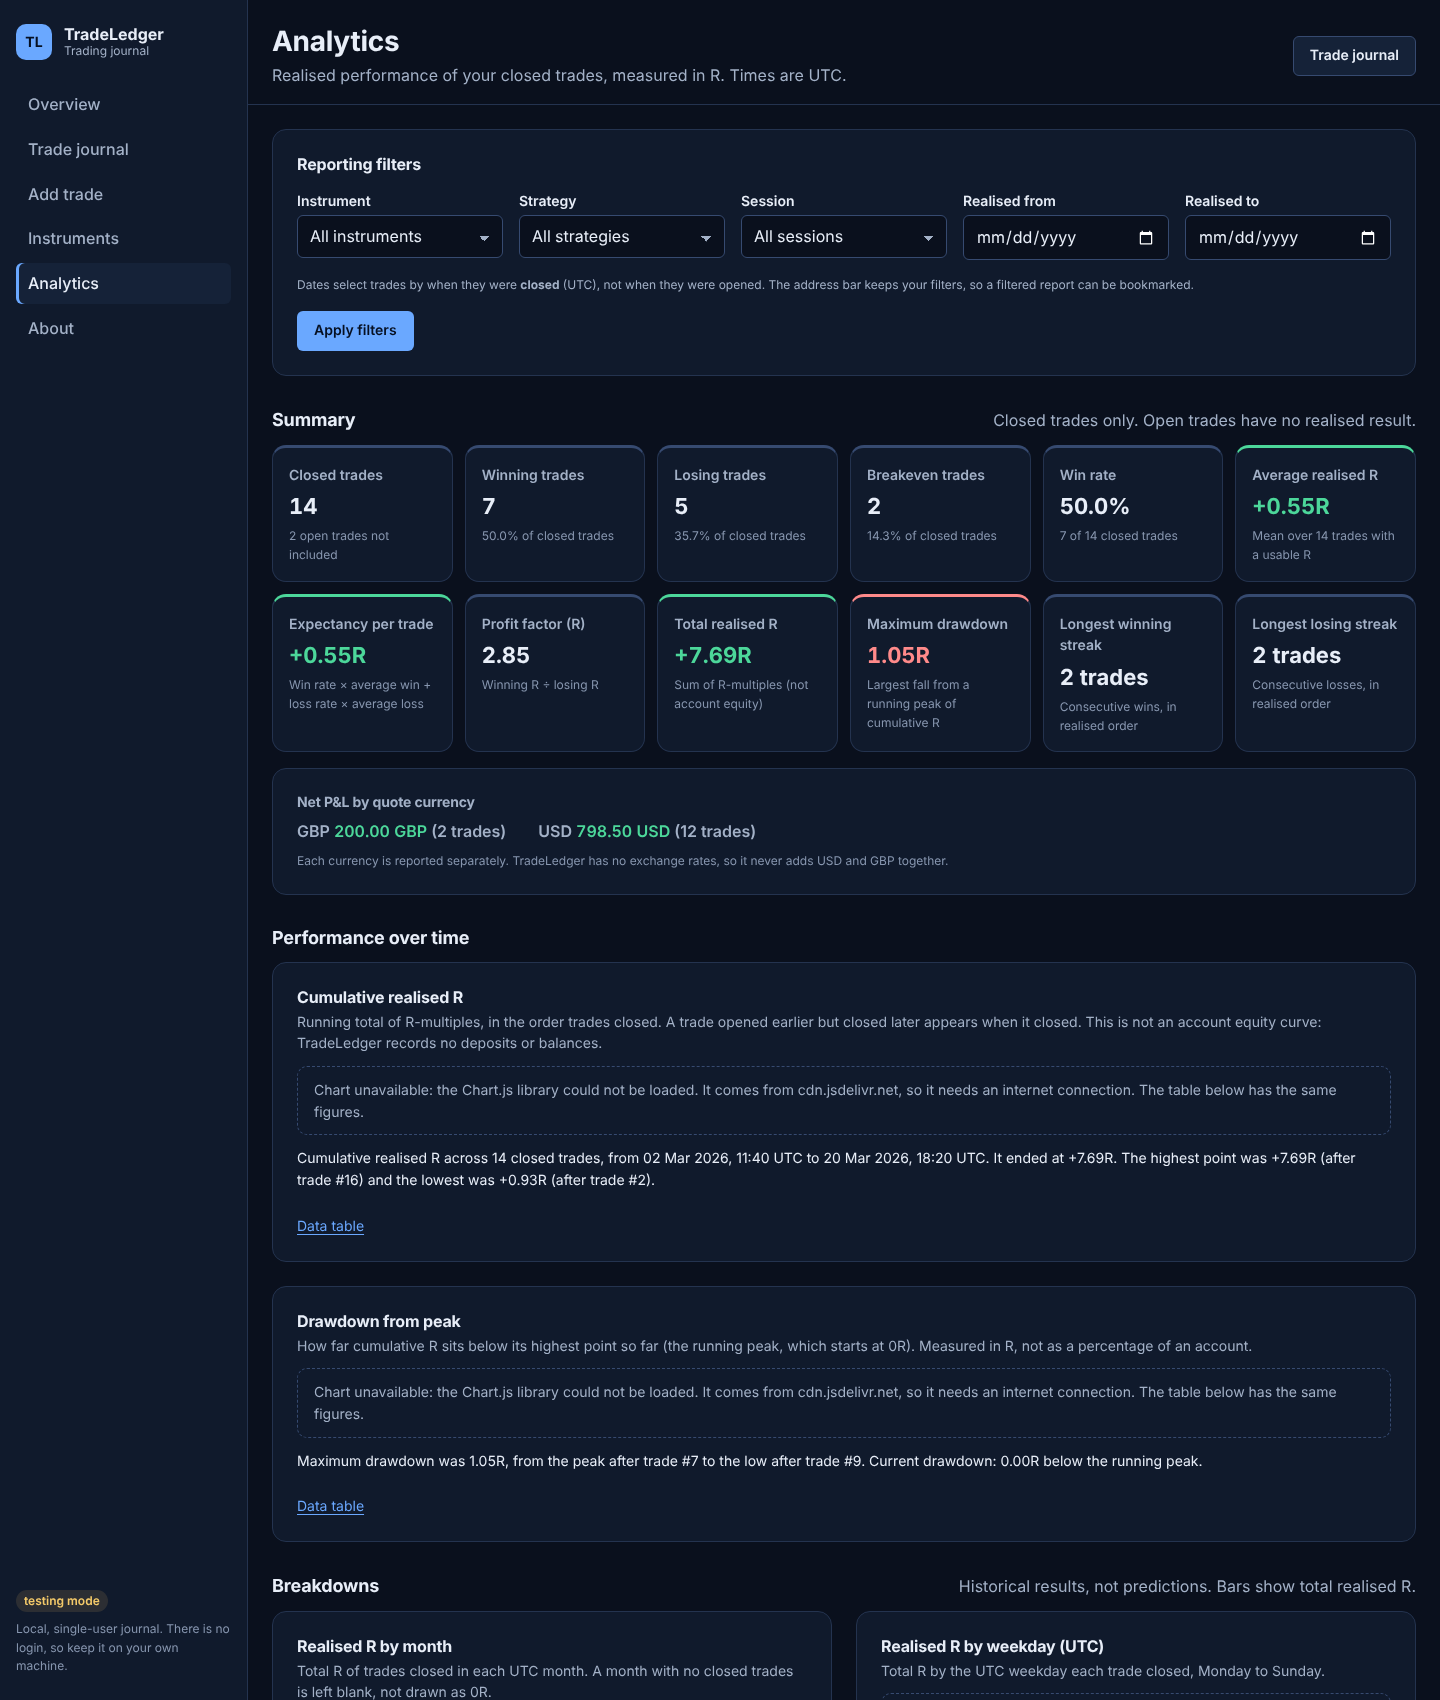 TL
TradeLedger
Trading journal
Overview
Trade journal
Add trade
Instruments
Analytics
About
testing mode
Local, single-user journal. There is no
login, so keep it on your own
machine.
Analytics
Realised performance of your closed trades, measured in R. Times are UTC.
Trade journal
Reporting filters
Instrument
All instruments
Strategy
All strategies
Session
All sessions
Realised from
mm/dd/yyyy
Realised to
mm/dd/yyyy
Dates select trades by when they were closed (UTC), not when they were opened. The address bar keeps your filters, so a filtered report can be bookmarked.
Apply filters
Summary
Closed trades only. Open trades have no realised result.
Closed trades
14
2 open trades not
included
Winning trades
7
50.0% of closed trades
Losing trades
5
35.7% of closed trades
Breakeven trades
2
14.3% of closed trades
Win rate
50.0%
7 of 14 closed trades
Average realised R
+0.55R
Mean over 14 trades with
a usable R
Expectancy per trade
+0.55R
Win rate × average win +
loss rate × average loss
Profit factor (R)
2.85
Winning R ÷ losing R
Total realised R
+7.69R
Sum of R-multiples (not
account equity)
Maximum drawdown
1.05R
Largest fall from a
running peak of
cumulative R
Longest winning
streak
2 trades
Consecutive wins, in
realised order
Longest losing streak
2 trades
Consecutive losses, in
realised order
Net P&L by quote currency
GBP 200.00 GBP (2 trades) USD 798.50 USD (12 trades)
Each currency is reported separately. TradeLedger has no exchange rates, so it never adds USD and GBP together.
Performance over time
Cumulative realised R
Running total of R-multiples, in the order trades closed. A trade opened earlier but closed later appears when it closed. This is not an account equity curve:
TradeLedger records no deposits or balances.
Chart unavailable: the Chart.js library could not be loaded. It comes from cdn.jsdelivr.net, so it needs an internet connection. The table below has the same
figures.
Cumulative realised R across 14 closed trades, from 02 Mar 2026, 11:40 UTC to 20 Mar 2026, 18:20 UTC. It ended at +7.69R. The highest point was +7.69R (after
trade #16) and the lowest was +0.93R (after trade #2).
Data table
Drawdown from peak
How far cumulative R sits below its highest point so far (the running peak, which starts at 0R). Measured in R, not as a percentage of an account.
Chart unavailable: the Chart.js library could not be loaded. It comes from cdn.jsdelivr.net, so it needs an internet connection. The table below has the same
figures.
Maximum drawdown was 1.05R, from the peak after trade #7 to the low after trade #9. Current drawdown: 0.00R below the running peak.
Data table
Breakdowns
Historical results, not predictions. Bars show total realised R.
Realised R by month
Total R of trades closed in each UTC month. A month with no closed trades
is left blank, not drawn as 0R.
Realised R by weekday (UTC)
Total R by the UTC weekday each trade closed, Monday to Sunday.